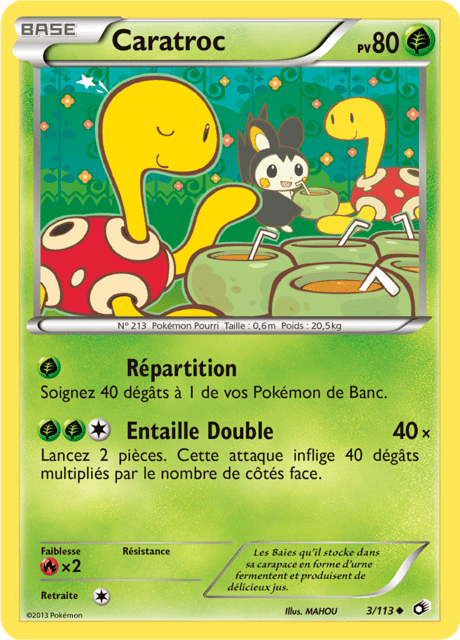 BASE Caratroc PV80
N° 213 Pokémon Pourri Taille : 0,6m Poids : 20,5kg
Répartition
Soignez 40 dégâts à 1 de vos Pokémon de Banc.
Entaille Double 40×
Lancez 2 pièces. Cette attaque inflige 40 dégâts
multipliés par le nombre de côtés face.
Faiblesse Résistance
×2
Retraite
Les Baies qu'il stocke dans
sa carapace en forme d'urne
fermentent et produisent de
délicieux jus.
©2013 Pokémon Illus. MAHOU 3/113